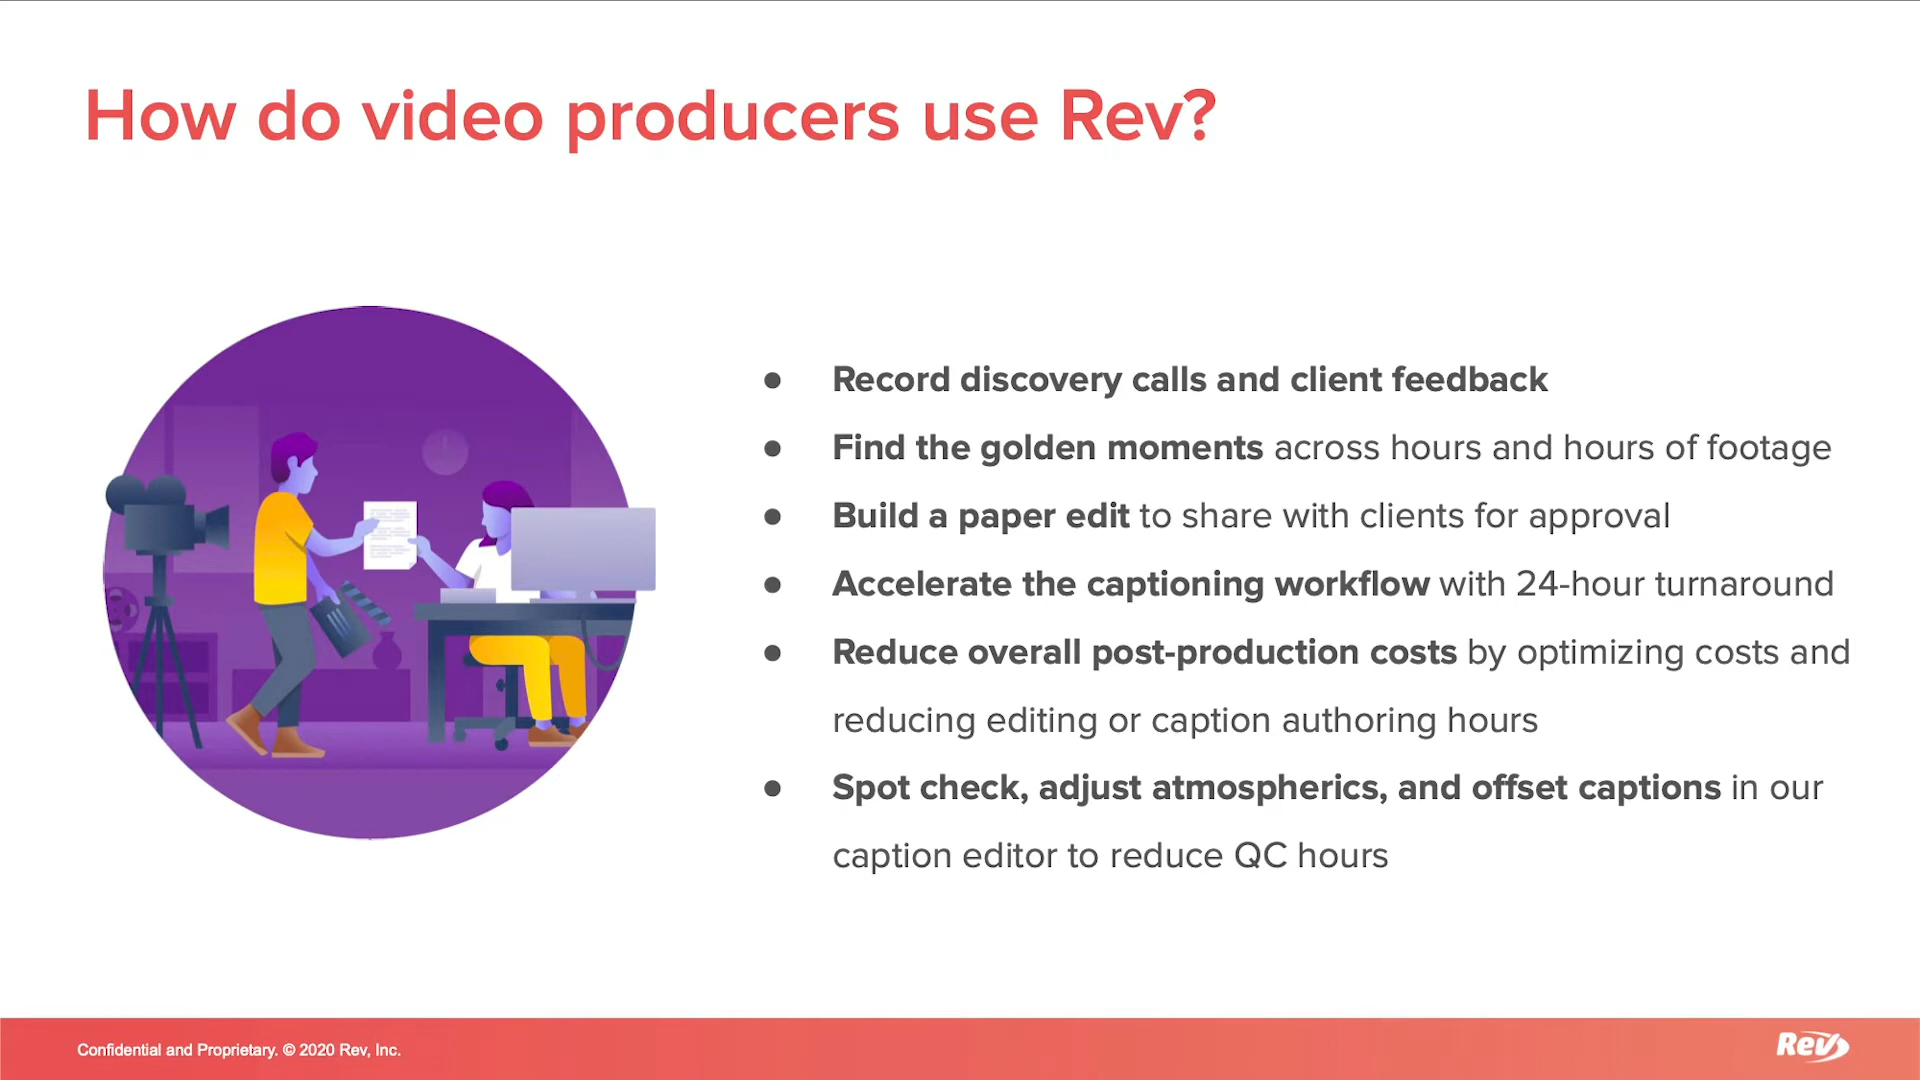 How do video producers use Rev?
● Record discovery calls and client feedback
● Find the golden moments across hours and hours of footage
● Build a paper edit to share with clients for approval
● Accelerate the captioning workflow with 24-hour turnaround
● Reduce overall post-production costs by optimizing costs and
reducing editing or caption authoring hours
● Spot check, adjust atmospherics, and offset captions in our
caption editor to reduce QC hours
Confidential and Proprietary. © 2020 Rev, Inc.
Rev